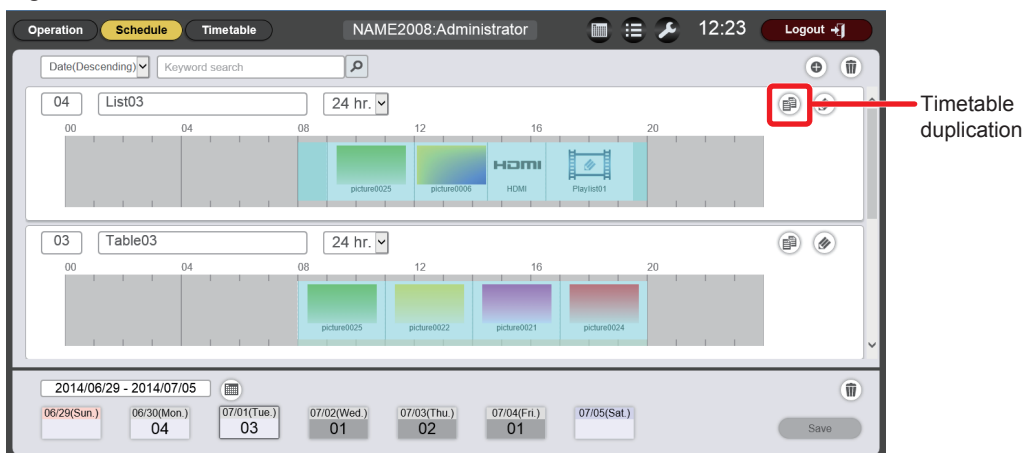 Operation Schedule Timetable NAME2008:Administrator 12:23 Logout
Date(Descending) Keyword search
04 List03 24 hr.
00 04 08 12 16 20
HDMI
picture0025 picture0006 HDMI Playlist01
03 Table03 24 hr.
00 04 08 12 16 20
picture0025 picture0022 picture0021 picture0024
2014/06/29 - 2014/07/05
06/29(Sun.) 06/30(Mon.) 07/01(Tue.) 07/02(Wed.) 07/03(Thu.) 07/04(Fri.) 07/05(Sat.)
04 03 01 02 01
Save
Timetable
duplication